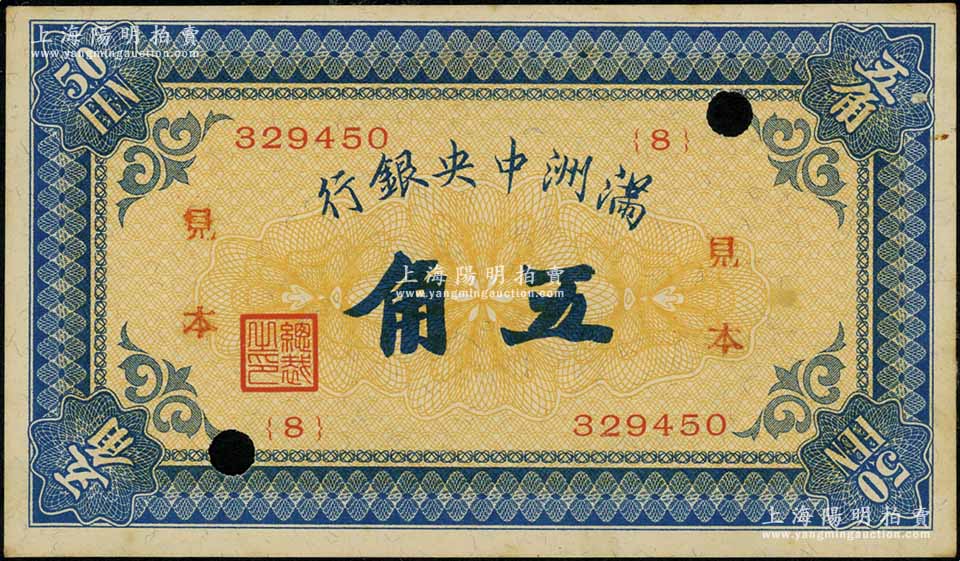 上海陽明拍賣
www.yangmingauction.com
50 FEN
五角
329450
{8}
滿洲中央銀行
見本
見本
上海陽明拍賣
www.yangmingauction.com
五角
總裁之印
{8}
329450
五角
50 FEN
上海陽明拍賣
www.yangmingauction.com